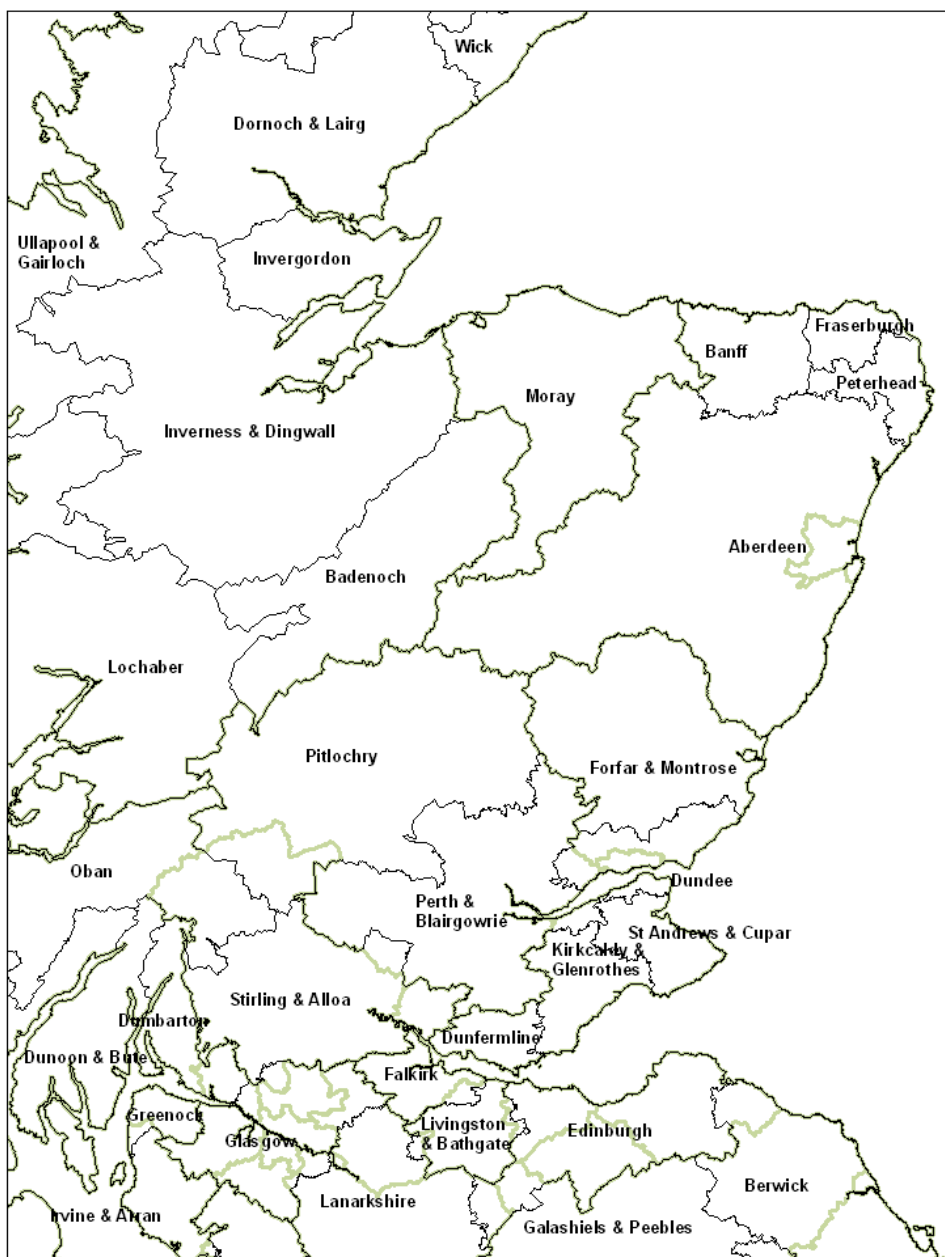 Wick
Dornoch & Lairg
Ullapool &
Gairloch
Invergordon
Fraserburgh
Banff
Peterhead
Moray
Inverness & Dingwall
Aberdeen
Badenoch
Lochaber
Pitlochry
Forfar & Montrose
Oban
Dundee
Perth &
Blairgowrie
St Andrews & Cupar
Kirkcaldy &
Glenrothes
Stirling & Alloa
Dumbarton
Dunfermline
Dunoon & Bute
Falkirk
Greenock
Livingston
& Bathgate
Edinburgh
Glasgow
Berwick
Lanarkshire
Irvine & Arran
Galashiels & Peebles